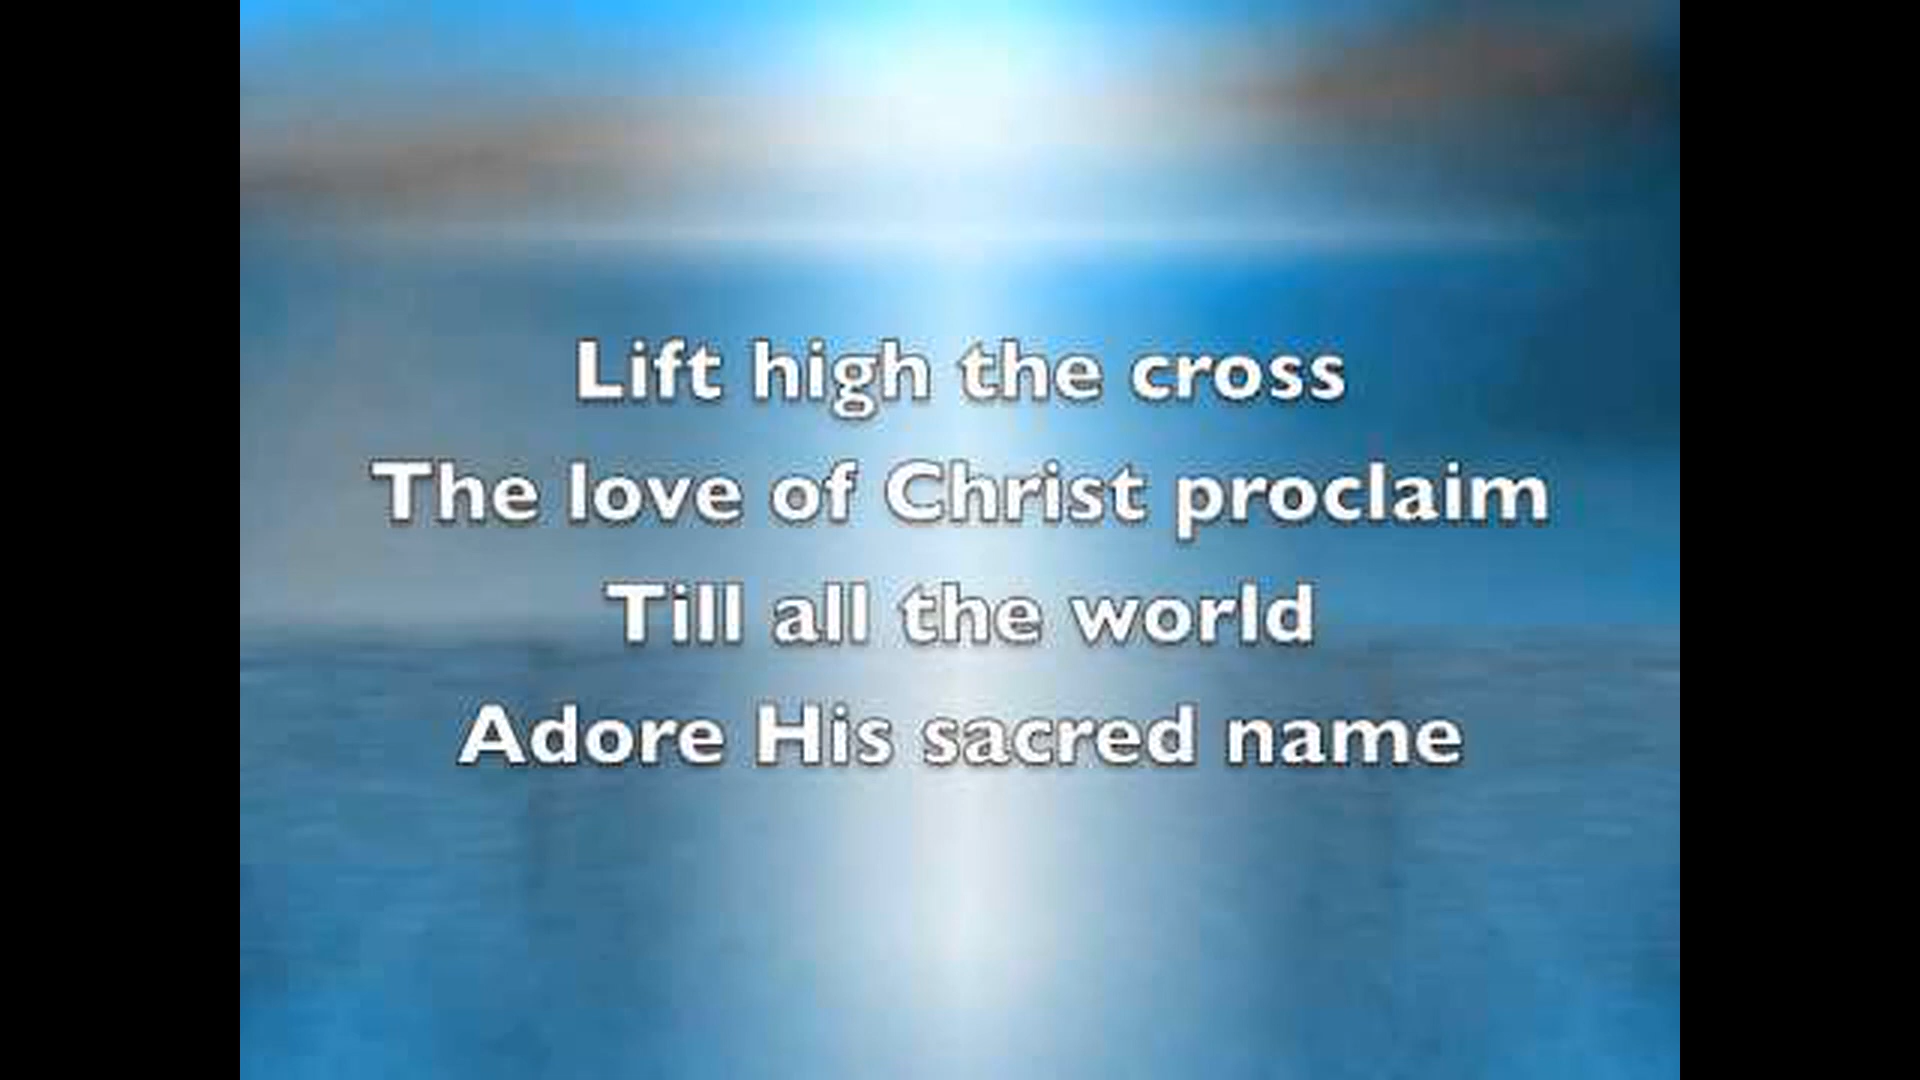 Lift high the cross
The love of Christ proclaim
Till all the world
Adore His sacred name